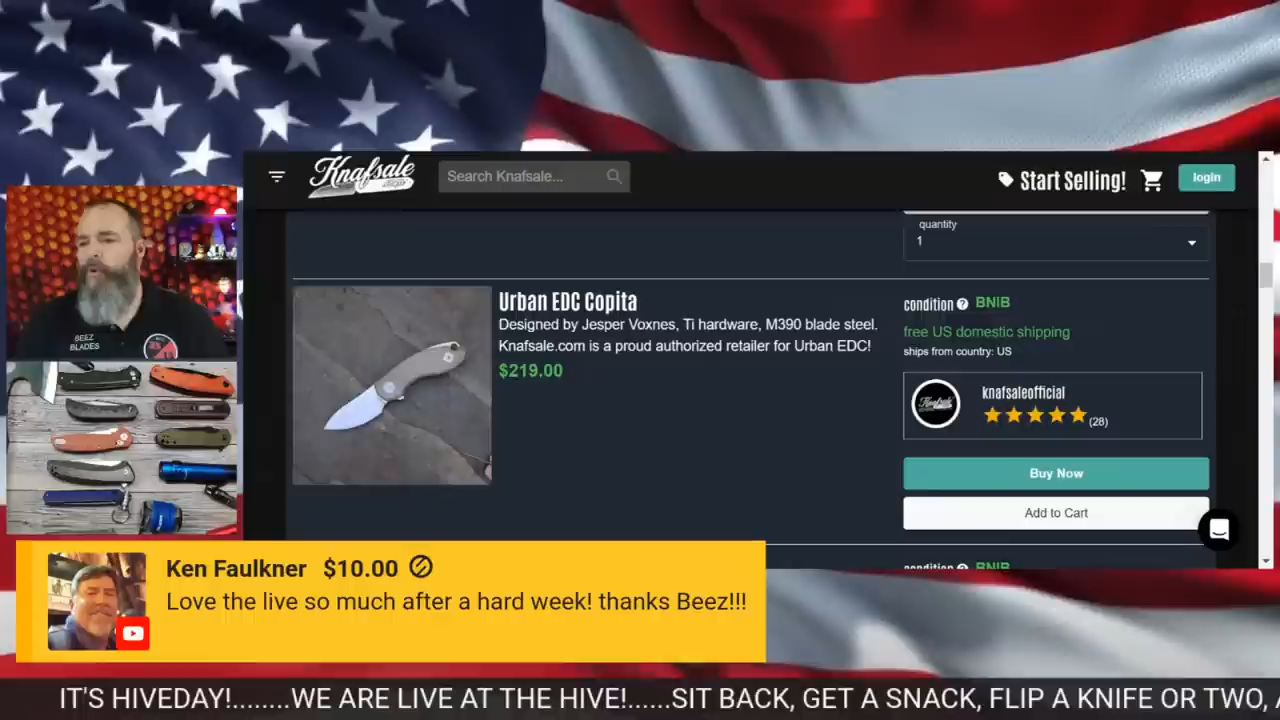 Knafsale
Search Knafsale...
Start Selling!
login
quantity
1
Urban EDC Copita
Designed by Jesper Voxnes, Ti hardware, M390 blade steel.
Knafsale.com is a proud authorized retailer for Urban EDC!
$219.00
condition ? BNIB
free US domestic shipping
ships from country: US
Knafsale
knafsaleofficial
(28)
Buy Now
Add to Cart
condition ? BNIB
BEEZ
BLADES
Ken Faulkner $10.00
Love the live so much after a hard week! thanks Beez!!!
IT'S HIVEDAY!........WE ARE LIVE AT THE HIVE!......SIT BACK, GET A SNACK, FLIP A KNIFE OR TWO,